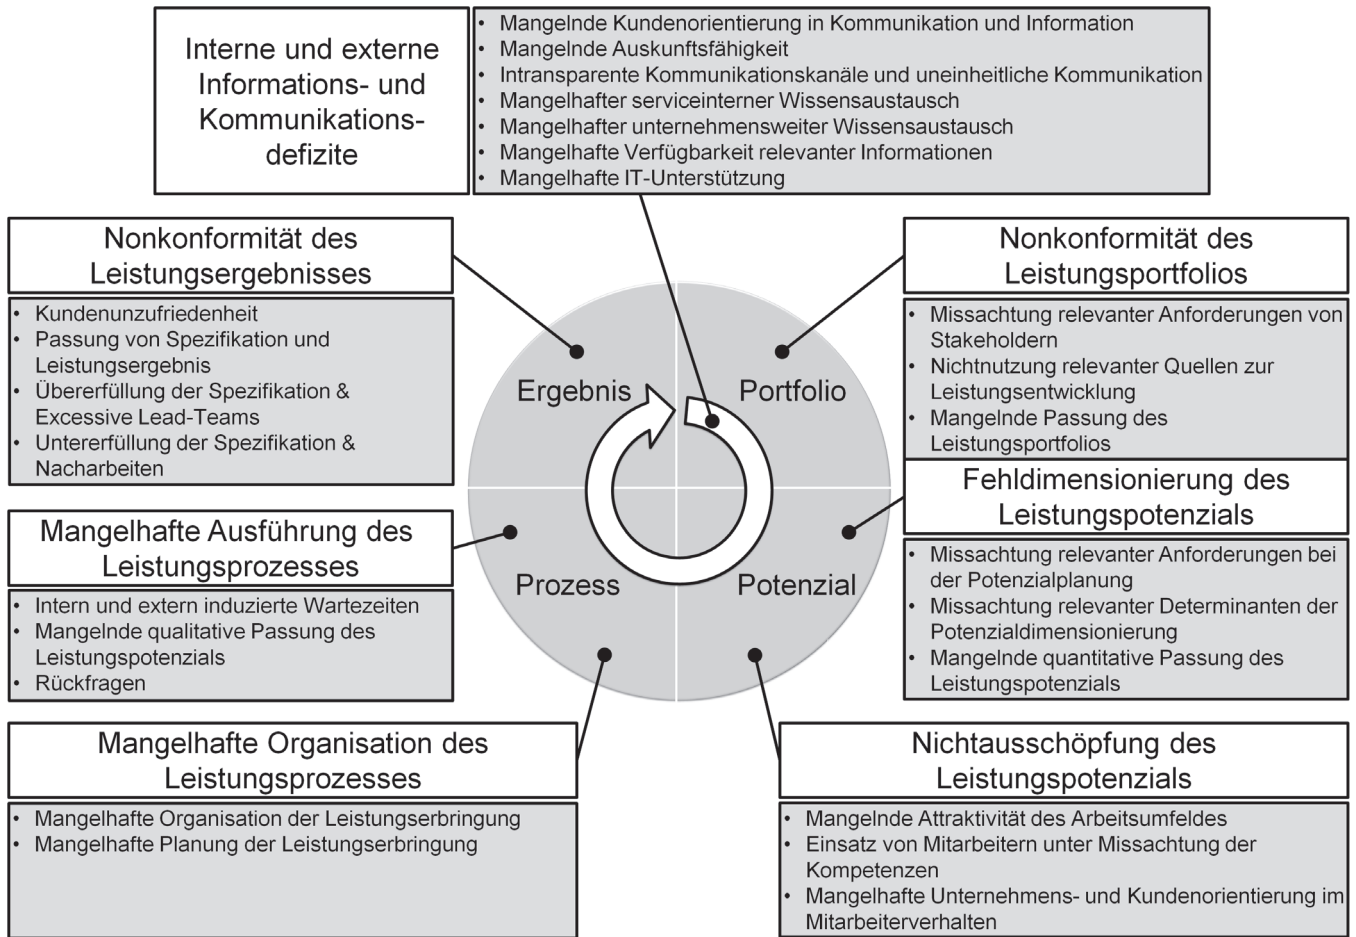 Interne und externe
Informations- und
Kommunikations-
defizite
• Mangelnde Kundenorientierung in Kommunikation und Information
• Mangelnde Auskunftsfähigkeit
• Intransparente Kommunikationskanäle und uneinheitliche Kommunikation
• Mangelhafter serviceinterner Wissensaustausch
• Mangelhafter unternehmensweiter Wissensaustausch
• Mangelhafte Verfügbarkeit relevanter Informationen
• Mangelhafte IT-Unterstützung
Nonkonformität des
Leistungsergebnisses
• Kundenunzufriedenheit
• Passung von Spezifikation und
Leistungsergebnis
• Übererfüllung der Spezifikation &
Excessive Lead-Teams
• Untererfüllung der Spezifikation &
Nacharbeiten
Nonkonformität des
Leistungsportfolios
• Missachtung relevanter Anforderungen von
Stakeholdern
• Nichtnutzung relevanter Quellen zur
Leistungsentwicklung
• Mangelnde Passung des
Leistungsportfolios
Ergebnis
Portfolio
Prozess
Potenzial
Mangelhafte Ausführung des
Leistungsprozesses
• Intern und extern induzierte Wartezeiten
• Mangelnde qualitative Passung des
Leistungspotenzials
• Rückfragen
Fehldimensionierung des
Leistungspotenzials
• Missachtung relevanter Anforderungen bei
der Potenzialplanung
• Missachtung relevanter Determinanten der
Potenzialdimensionierung
• Mangelnde quantitative Passung des
Leistungspotenzials
Mangelhafte Organisation des
Leistungsprozesses
• Mangelhafte Organisation der Leistungserbringung
• Mangelhafte Planung der Leistungserbringung
Nichtausschöpfung des
Leistungspotenzials
• Mangelnde Attraktivität des Arbeitsumfeldes
• Einsatz von Mitarbeitern unter Missachtung der
Kompetenzen
• Mangelhafte Unternehmens- und Kundenorientierung im
Mitarbeiterverhalten